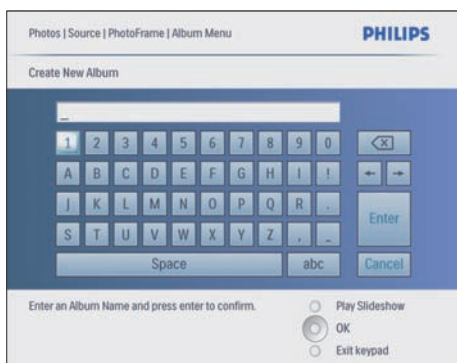 Photos | Source | PhotoFrame | Album Menu
PHILIPS
Create New Album
_
1 2 3 4 5 6 7 8 9 0
A B C D E F G H I !
J K L M N O P Q R .
Enter
S T U V W X Y Z , _
Space abc Cancel
Enter an Album Name and press enter to confirm.
Play Slideshow
OK
Exit keypad